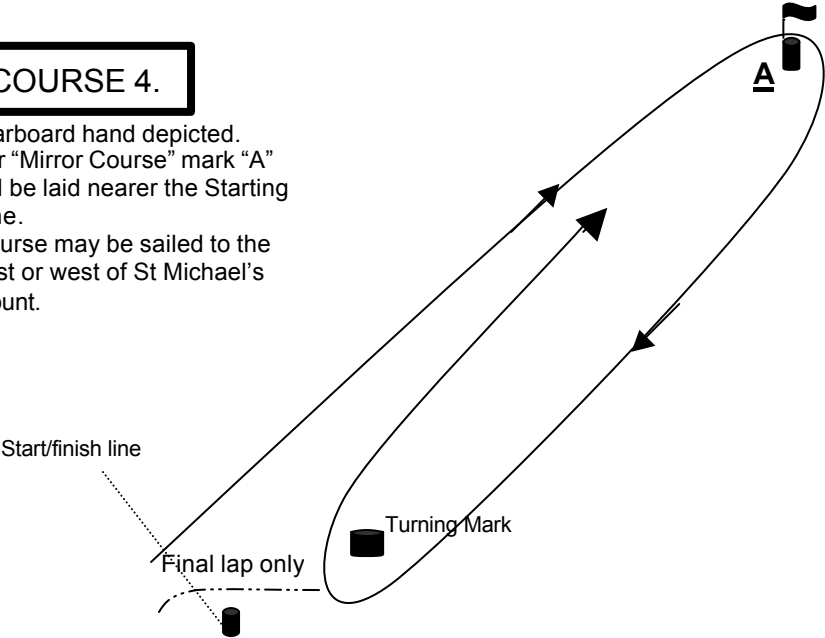 COURSE 4.
arboard hand depicted.
r “Mirror Course” mark “A”
l be laid nearer the Starting
ne.
urse may be sailed to the
st or west of St Michael’s
ount.
A
Start/finish line
Turning Mark
Final lap only